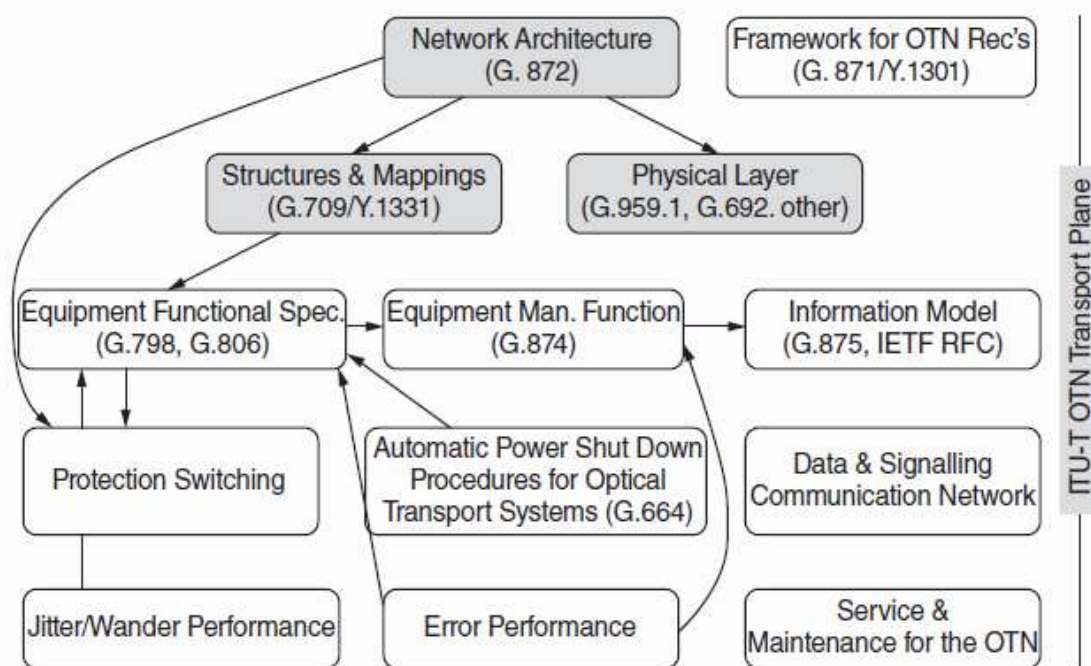 Network Architecture
(G. 872)
Framework for OTN Rec's
(G. 871/Y.1301)
Structures & Mappings
(G.709/Y.1331)
Physical Layer
(G.959.1, G.692. other)
Equipment Functional Spec.
(G.798, G.806)
Equipment Man. Function
(G.874)
Information Model
(G.875, IETF RFC)
Protection Switching
Automatic Power Shut Down
Procedures for Optical
Transport Systems (G.664)
Data & Signalling
Communication Network
Jitter/Wander Performance
Error Performance
Service &
Maintenance for the OTN
ITU-T OTN Transport Plane